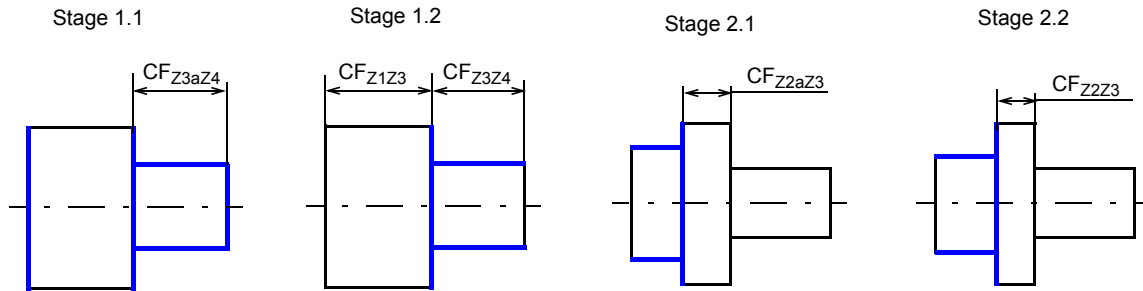 Stage 1.1
Stage 1.2
Stage 2.1
Stage 2.2
CFZ3aZ4
CFZ1Z3
CFZ3Z4
CFZ2aZ3
CFZ2Z3